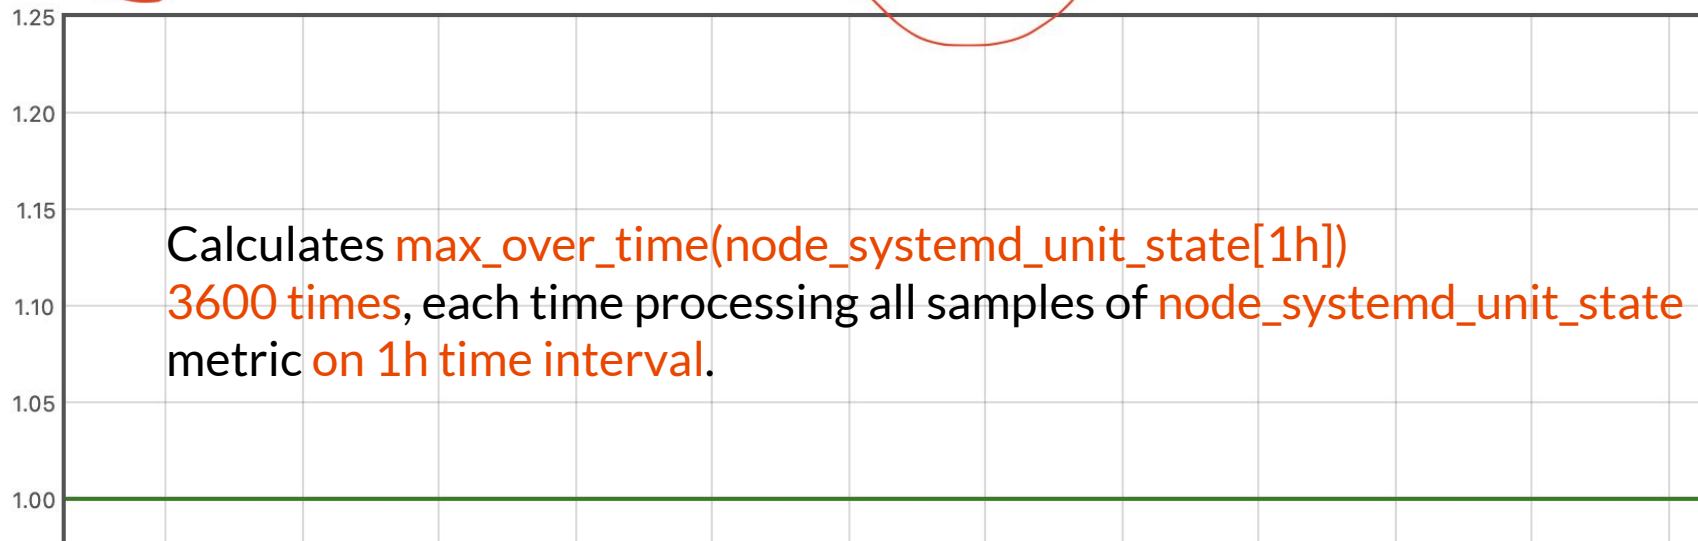 1.25
1.20
1.15
Calculates max_over_time(node_systemd_unit_state[1h])
3600 times, each time processing all samples of node_systemd_unit_state
1.10
metric on 1h time interval.
1.05
1.00